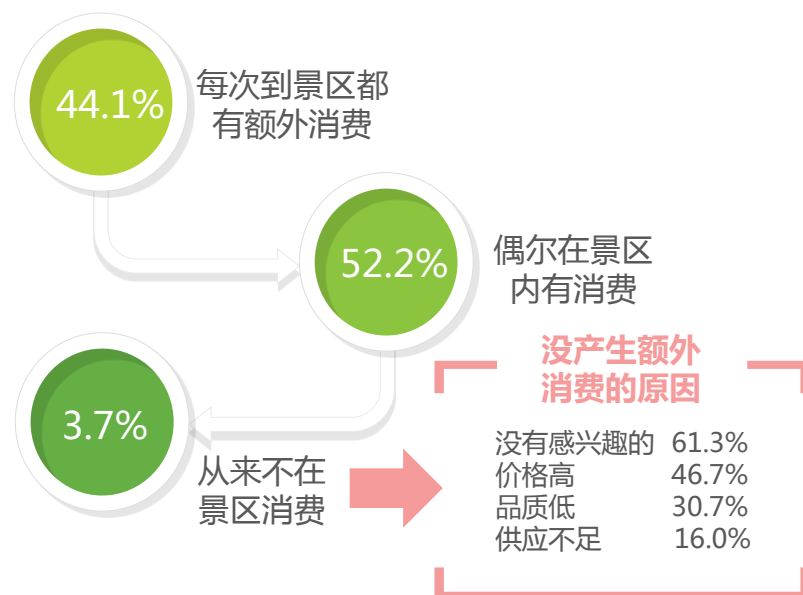 44.1%
每次到景区都
有额外消费
52.2%
偶尔在景区
内有消费
3.7%
从来不在
景区消费
没产生额外
消费的原因
没有感兴趣的 61.3%
价格高 46.7%
品质低 30.7%
供应不足 16.0%